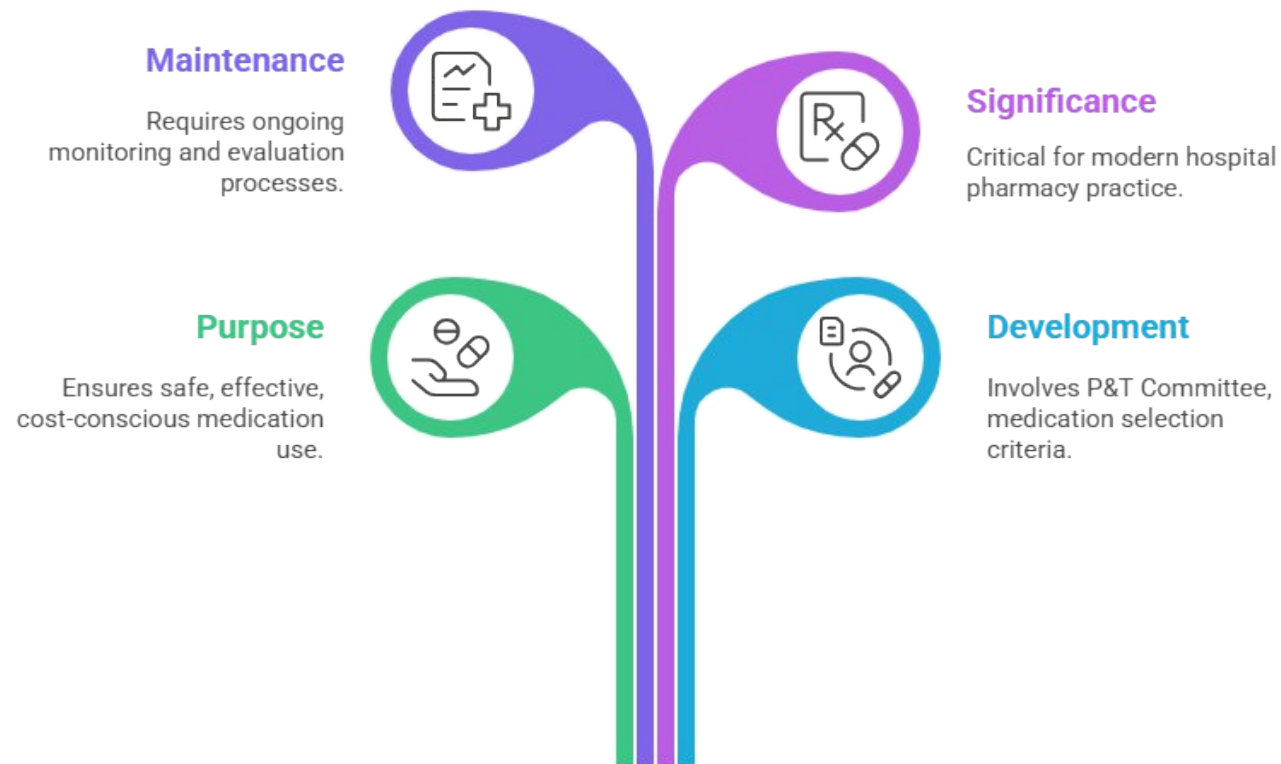 Maintenance
Requires ongoing
monitoring and evaluation
processes.
Significance
Critical for modern hospital
pharmacy practice.
Purpose
Ensures safe, effective,
cost-conscious medication
use.
Development
Involves P&T Committee,
medication selection
criteria.
Rx